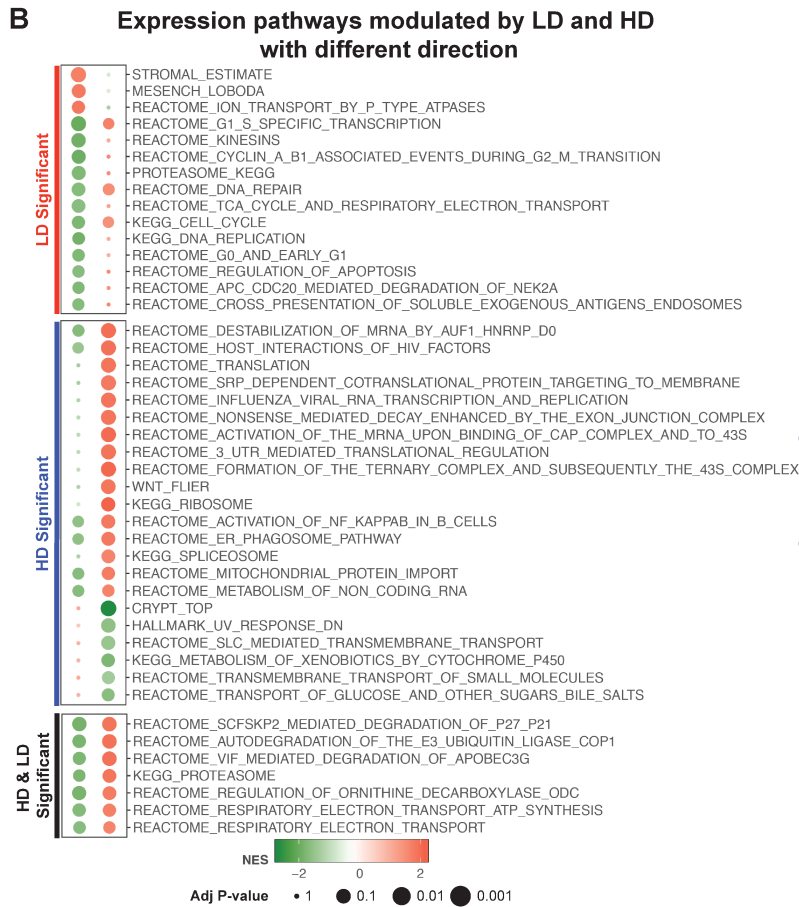 B
Expression pathways modulated by LD and HD
with different direction
LD Significant
STROMAL_ESTIMATE
MESENCH_LOBODA
REACTOME_ION_TRANSPORT_BY_P_TYPE_ATPASES
REACTOME_G1_S_SPECIFIC_TRANSCRIPTION
REACTOME_KINESINS
REACTOME_CYCLIN_A_B1_ASSOCIATED_EVENTS_DURING_G2_M_TRANSITION
PROTEASOME_KEGG
REACTOME_DNA_REPAIR
REACTOME_TCA_CYCLE_AND_RESPIRATORY_ELECTRON_TRANSPORT
KEGG_CELL_CYCLE
KEGG_DNA_REPLICATION
REACTOME_G0_AND_EARLY_G1
REACTOME_REGULATION_OF_APOPTOSIS
REACTOME_APC_CDC20_MEDIATED_DEGRADATION_OF_NEK2A
REACTOME_CROSS_PRESENTATION_OF_SOLUBLE_EXOGENOUS_ANTIGENS_ENDOSOMES
HD Significant
REACTOME_DESTABILIZATION_OF_MRNA_BY_AUF1_HNRNP_D0
REACTOME_HOST_INTERACTIONS_OF_HIV_FACTORS
REACTOME_TRANSLATION
REACTOME_SRP_DEPENDENT_COTRANSLATIONAL_PROTEIN_TARGETING_TO_MEMBRANE
REACTOME_INFLUENZA_VIRAL_RNA_TRANSCRIPTION_AND_REPLICATION
REACTOME_NONSENSE_MEDIATED_DECAY_ENHANCED_BY_THE_EXON_JUNCTION_COMPLEX
REACTOME_ACTIVATION_OF_THE_MRNA_UPON_BINDING_OF_CAP_COMPLEX_AND_TO_43S
REACTOME_3_UTR_MEDIATED_TRANSLATIONAL_REGULATION
REACTOME_FORMATION_OF_THE_TERNARY_COMPLEX_AND_SUBSEQUENTLY_THE_43S_COMPLEX
WNT_FLIER
KEGG_RIBOSOME
REACTOME_ACTIVATION_OF_NF_KAPPAB_IN_B_CELLS
REACTOME_ER_PHAGOSOME_PATHWAY
KEGG_SPLICEOSOME
REACTOME_MITOCHONDRIAL_PROTEIN_IMPORT
REACTOME_METABOLISM_OF_NON_CODING_RNA
CRYPT_TOP
HALLMARK_UV_RESPONSE_DN
REACTOME_SLC_MEDIATED_TRANSMEMBRANE_TRANSPORT
KEGG_METABOLISM_OF_XENOBIOTICS_BY_CYTOCHROME_P450
REACTOME_TRANSMEMBRANE_TRANSPORT_OF_SMALL_MOLECULES
REACTOME_TRANSPORT_OF_GLUCOSE_AND_OTHER_SUGARS_BILE_SALTS
HD & LD
Significant
REACTOME_SCFSKP2_MEDIATED_DEGRADATION_OF_P27_P21
REACTOME_AUTODEGRADATION_OF_THE_E3_UBIQUITIN_LIGASE_COP1
REACTOME_VIF_MEDIATED_DEGRADATION_OF_APOBEC3G
KEGG_PROTEASOME
REACTOME_REGULATION_OF_ORNITHINE_DECARBOXYLASE_ODC
REACTOME_RESPIRATORY_ELECTRON_TRANSPORT_ATP_SYNTHESIS
REACTOME_RESPIRATORY_ELECTRON_TRANSPORT
NES
−2 0 2
Adj P-value 1 0.1 0.01 0.001